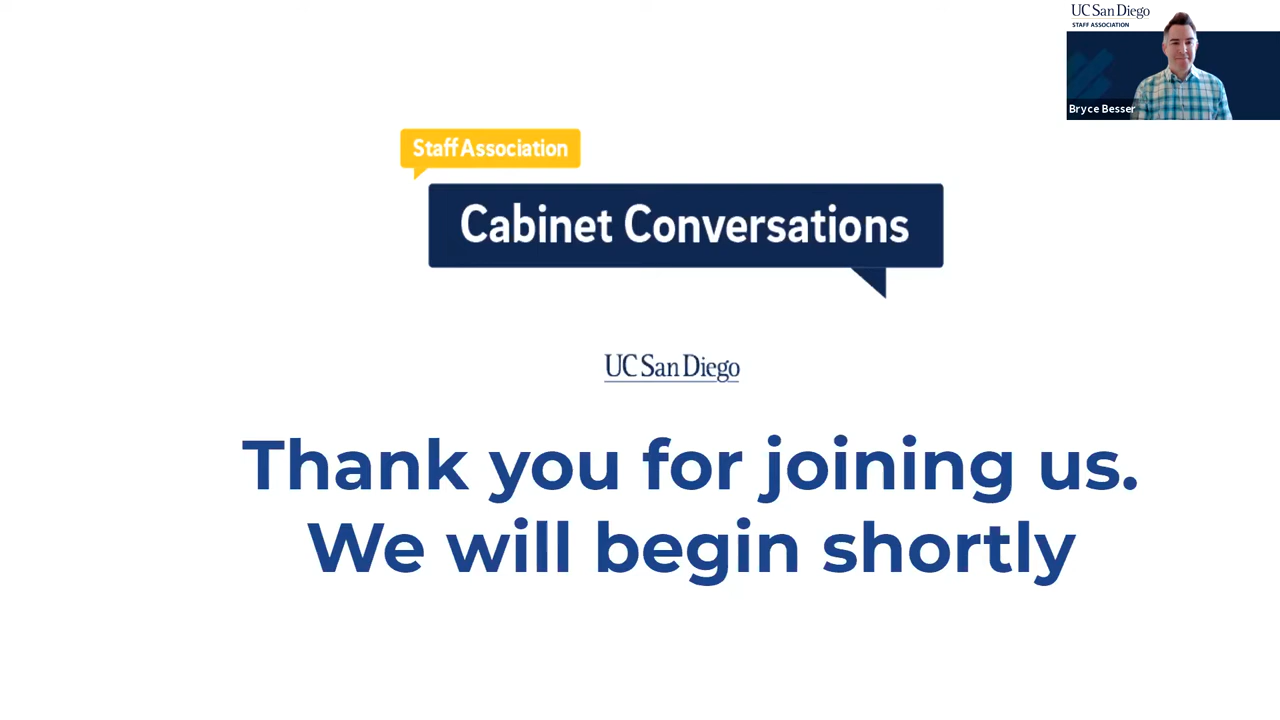 UC San Diego
STAFF ASSOCIATION
Bryce Besser
Staff Association
Cabinet Conversations
UC San Diego
Thank you for joining us.
We will begin shortly